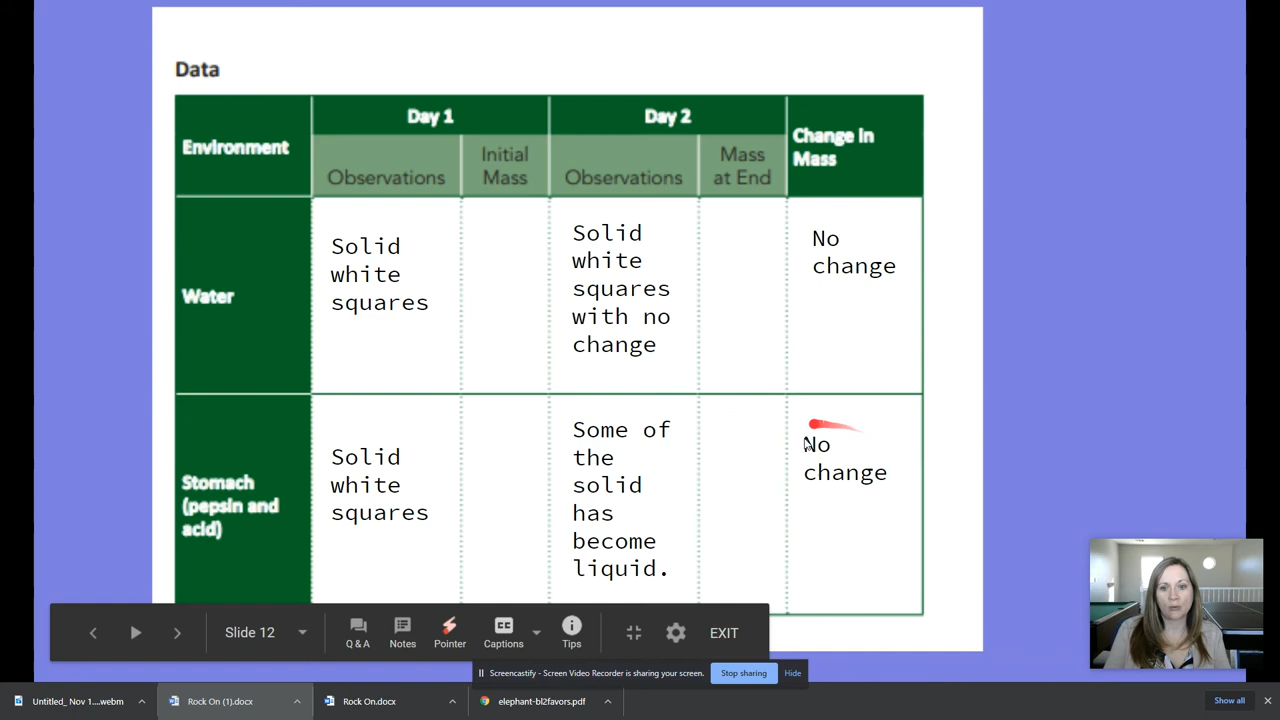 Data
Environment
Day 1
Day 2
Change in
Mass
Observations
Initial
Mass
Observations
Mass
at End
Water
Solid
white
squares
Solid
white
squares
with no
change
No
change
Stomach
(pepsin and
acid)
Solid
white
squares
Some of
the
solid
has
become
liquid.
No
change
Slide 12
Q & A
Notes
Pointer
CC
Captions
Tips
EXIT
Screencastify - Screen Video Recorder is sharing your screen.
Stop sharing
Hide
Untitled_ Nov 1....webm
Rock On (1).docx
Rock On.docx
elephant-bl2favors.pdf
Show all